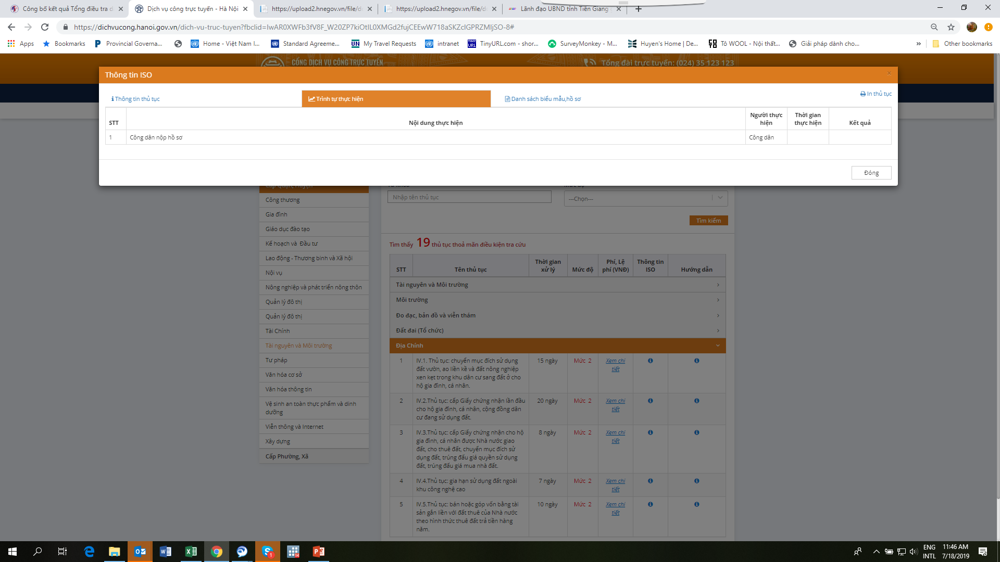 Công bố kết quả Tổng điều tra d
Dịch vụ công trực tuyến - Hà Nội
https://upload2.hnegov.vn/file/d
https://upload2.hnegov.vn/file/d
Lãnh đạo UBND tỉnh Tiền Giang
https://dichvucong.hanoi.gov.vn/dich-vu-truc-tuyen?fbclid=IwAR0XWFb3fV8F_W20ZP7kiOtIL0XMGd2fujCEEwW718aSKZclGPRZMljSO-8#
Apps
Bookmarks
Provincial Governa...
Home - Việt Nam I...
Standard Agreeme...
My Travel Requests
intranet
TinyURL.com - shor...
SurveyMonkey - M...
Huyen's Home | De...
Tô WOOL - Nội thất...
Giải pháp dành cho...
»
Other bookmarks
CỔNG DỊCH VỤ CÔNG TRỰC TUYẾN
Tổng đài trực tuyến: (024) 35 123 123
Thông tin ISO
Thông tin thủ tục
Trình tự thực hiện
Danh sách biểu mẫu,hồ sơ
In thủ tục
STT
Nội dung thực hiện
Người thực hiện
Thời gian thực hiện
Kết quả
1
Công dân nộp hồ sơ
Công dân
Đóng
Cấp Quận, Huyện
Công thương
Gia đình
Giáo dục đào tạo
Kế hoạch và Đầu tư
Lao động - Thương binh và Xã hội
Nội vụ
Nông nghiệp và phát triển nông thôn
Quản lý đô thị
Quản lý đô thị
Tài Chính
Tài nguyên và Môi trường
Tư pháp
Văn hóa cơ sở
Văn hóa thông tin
Vệ sinh an toàn thực phẩm và dinh
dưỡng
Viễn thông và Internet
Xây dựng
Cấp Phường, Xã
Nhập tên thủ tục
---Chọn---
Tìm kiếm
Tìm thấy 19 thủ tục thoả mãn điều kiện tra cứu
STT
Tên thủ tục
Thời gian xử lý
Mức độ
Phí, Lệ phí (VNĐ)
Thông tin ISO
Hướng dẫn
Tài nguyên và Môi trường
Môi trường
Đo đạc, bản đồ và viễn thám
Đất đai (Tổ chức)
Địa Chính
1
IV.1. Thủ tục: chuyển mục đích sử dụng
đất vườn, ao liền kề và đất nông nghiệp
xen kẹt trong khu dân cư sang đất ở cho
hộ gia đình, cá nhân.
15 ngày
Mức 2
Xem chi
tiết
2
IV.2.Thủ tục: cấp Giấy chứng nhận lần đầu
cho hộ gia đình, cá nhân, cộng đồng dân
cư đang sử dụng đất.
20 ngày
Mức 2
Xem chi
tiết
3
IV.3.Thủ tục: cấp Giấy chứng nhận cho hộ
gia đình, cá nhân được Nhà nước giao
đất, cho thuê đất, chuyển mục đích sử
dụng đất, trúng đấu giá quyền sử dụng
đất, trúng đấu giá mua nhà đất.
8 ngày
Mức 2
Xem chi
tiết
4
IV.4.Thủ tục: gia hạn sử dụng đất ngoài
khu công nghệ cao
7 ngày
Mức 2
Xem chi
tiết
5
IV.5.Thủ tục: bán hoặc góp vốn bằng tài
sản gắn liền với đất thuê của Nhà nước
theo hình thức thuê đất trả tiền hàng
năm.
10 ngày
Mức 2
Xem chi
tiết
ENG
INTL
11:46 AM
7/18/2019